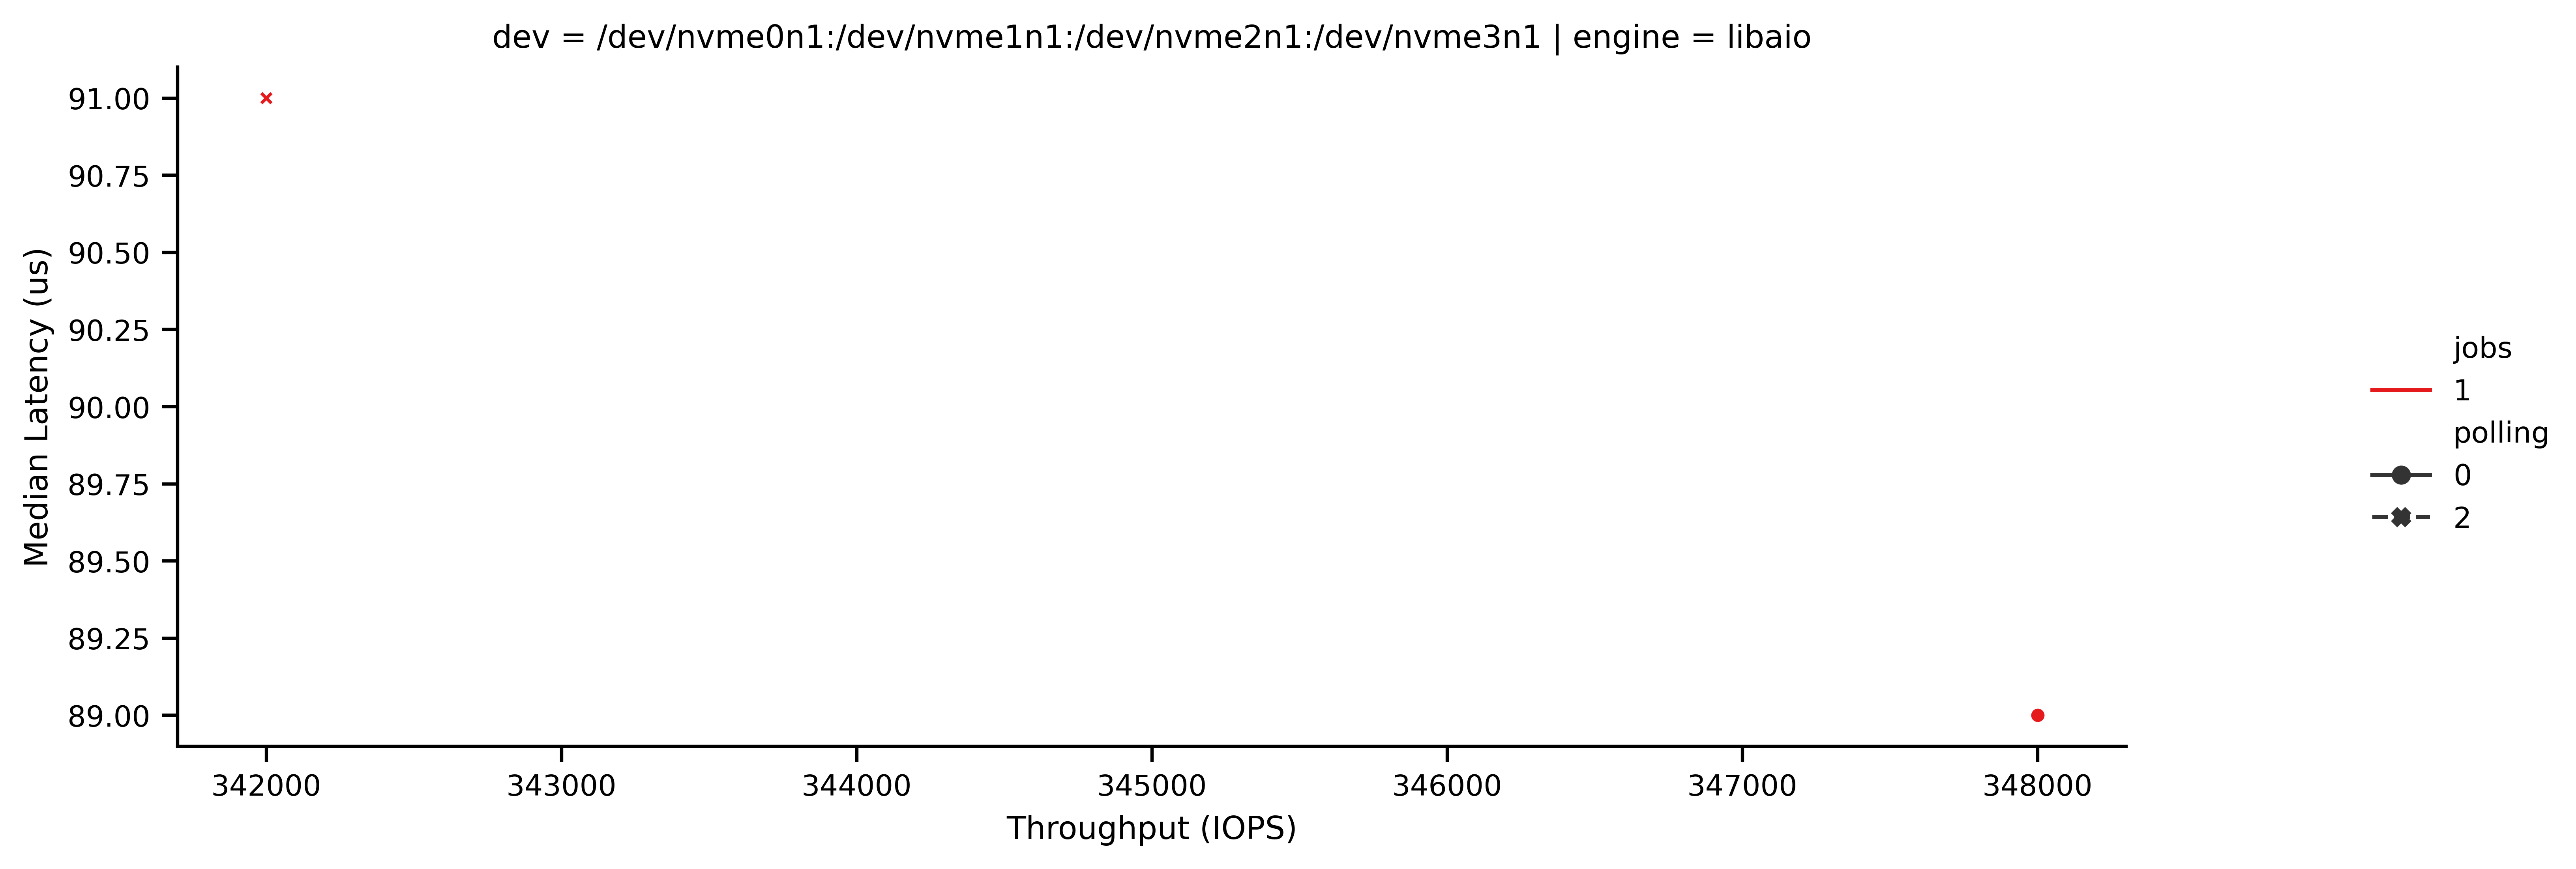 dev = /dev/nvme0n1:/dev/nvme1n1:/dev/nvme2n1:/dev/nvme3n1 | engine = libaio
Median Latency (us)
91.00
90.75
90.50
90.25
90.00
89.75
89.50
89.25
89.00
342000 343000 344000 345000 346000 347000 348000
Throughput (IOPS)
jobs
1
polling
0
2